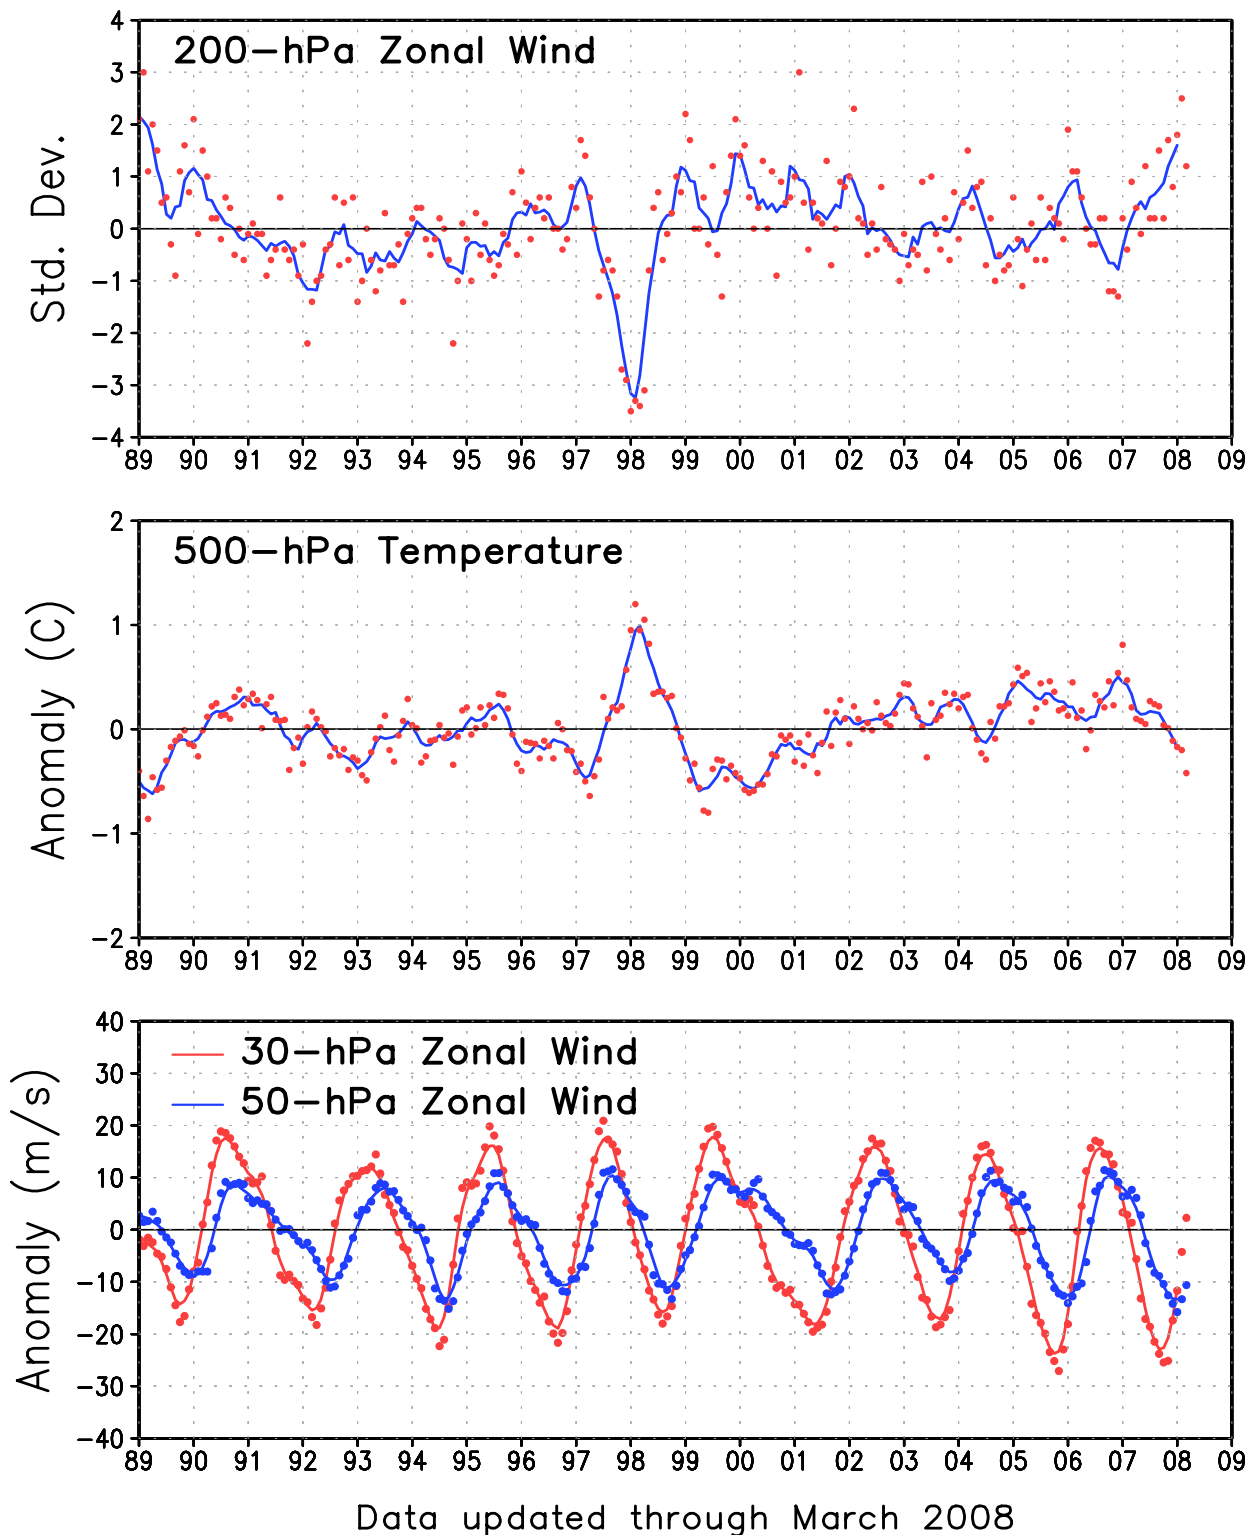 4
200-hPa Zonal Wind
3
2
1
0
-1
-2
-3
-4
Std. Dev.
89 90 91 92 93 94 95 96 97 98 99 00 01 02 03 04 05 06 07 08 09
2
500-hPa Temperature
1
0
-1
-2
Anomaly (C)
89 90 91 92 93 94 95 96 97 98 99 00 01 02 03 04 05 06 07 08 09
40
30-hPa Zonal Wind
30
50-hPa Zonal Wind
20
10
0
-10
-20
-30
-40
Anomaly (m/s)
89 90 91 92 93 94 95 96 97 98 99 00 01 02 03 04 05 06 07 08 09
Data updated through March 2008